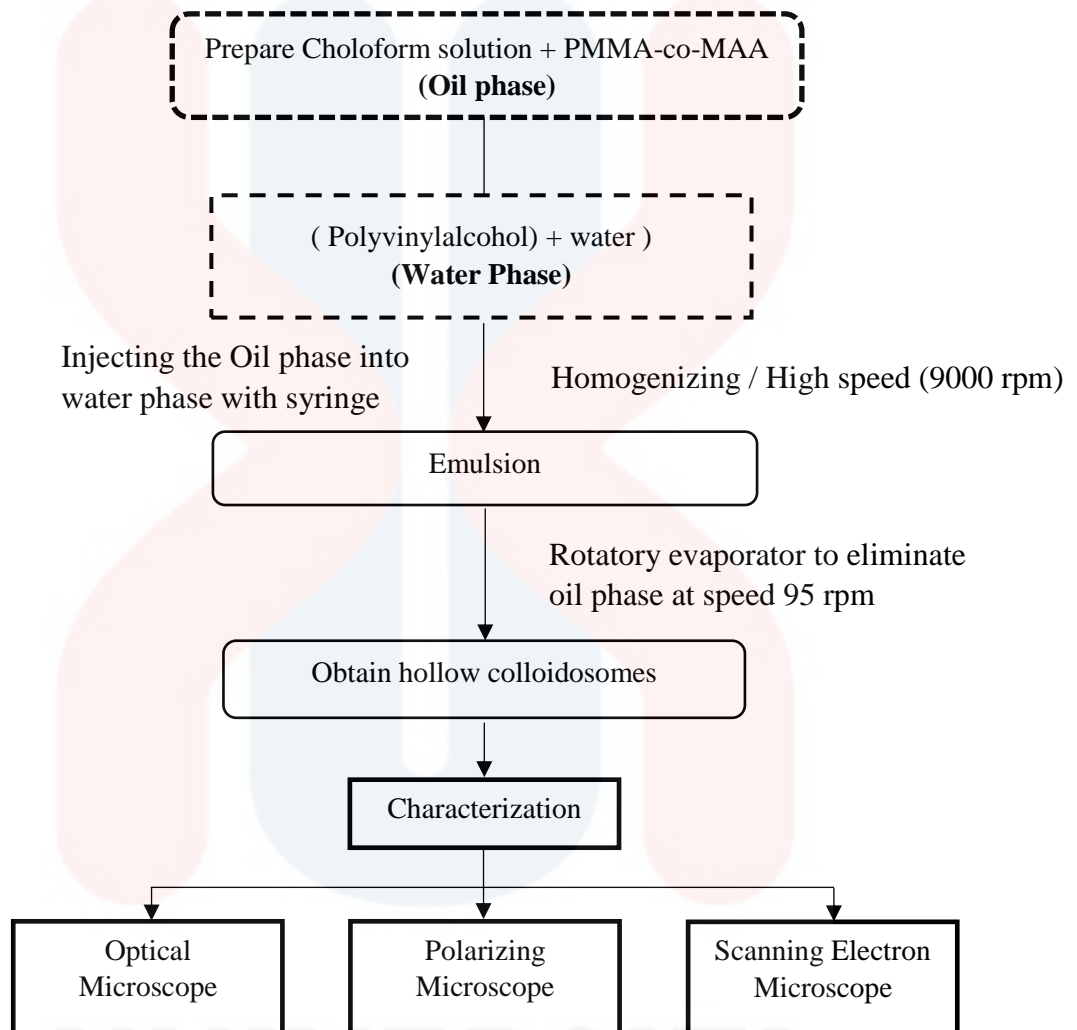 Prepare Choloform solution + PMMA-co-MAA
(Oil phase)
( Polyvinylalcohol) + water )
(Water Phase)
Injecting the Oil phase into
water phase with syringe
Homogenizing / High speed (9000 rpm)
Emulsion
Rotatory evaporator to eliminate
oil phase at speed 95 rpm
Obtain hollow colloidosomes
Characterization
Optical
Microscope
Polarizing
Microscope
Scanning Electron
Microscope